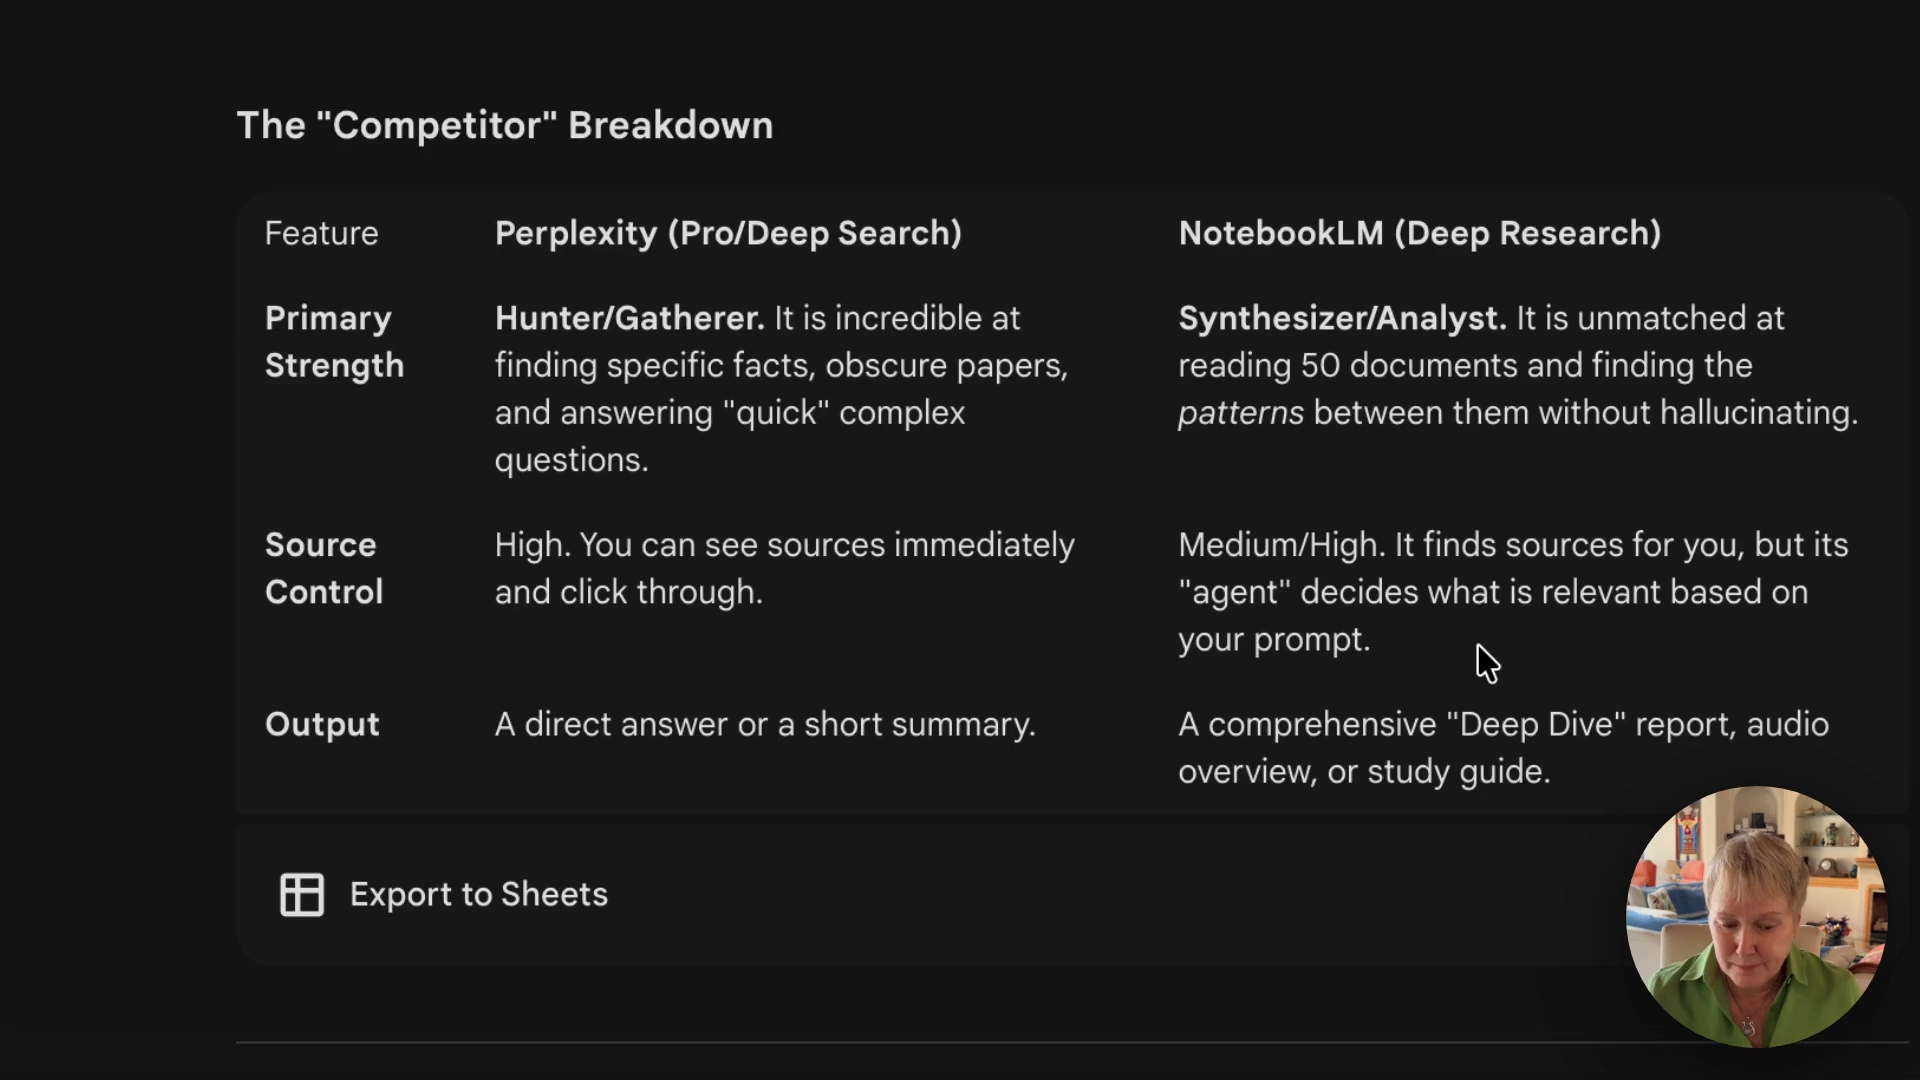 The "Competitor" Breakdown
Feature
Perplexity (Pro/Deep Search)
NotebookLM (Deep Research)
Primary
Strength
Hunter/Gatherer. It is incredible at
finding specific facts, obscure papers,
and answering "quick" complex
questions.
Synthesizer/Analyst. It is unmatched at
reading 50 documents and finding the
patterns between them without hallucinating.
Source
Control
High. You can see sources immediately
and click through.
Medium/High. It finds sources for you, but its
"agent" decides what is relevant based on
your prompt.
Output
A direct answer or a short summary.
A comprehensive "Deep Dive" report, audio
overview, or study guide.
Export to Sheets